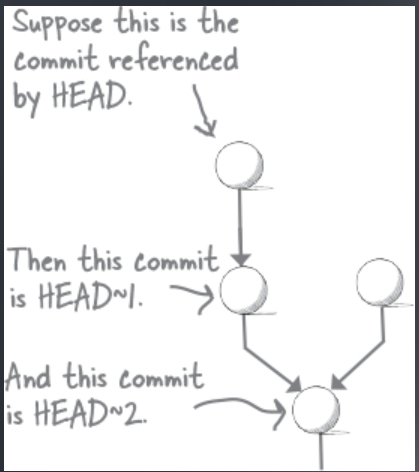 Suppose this is the
commit referenced
by HEAD.
Then this commit
is HEAD~1.
And this commit
is HEAD~2.